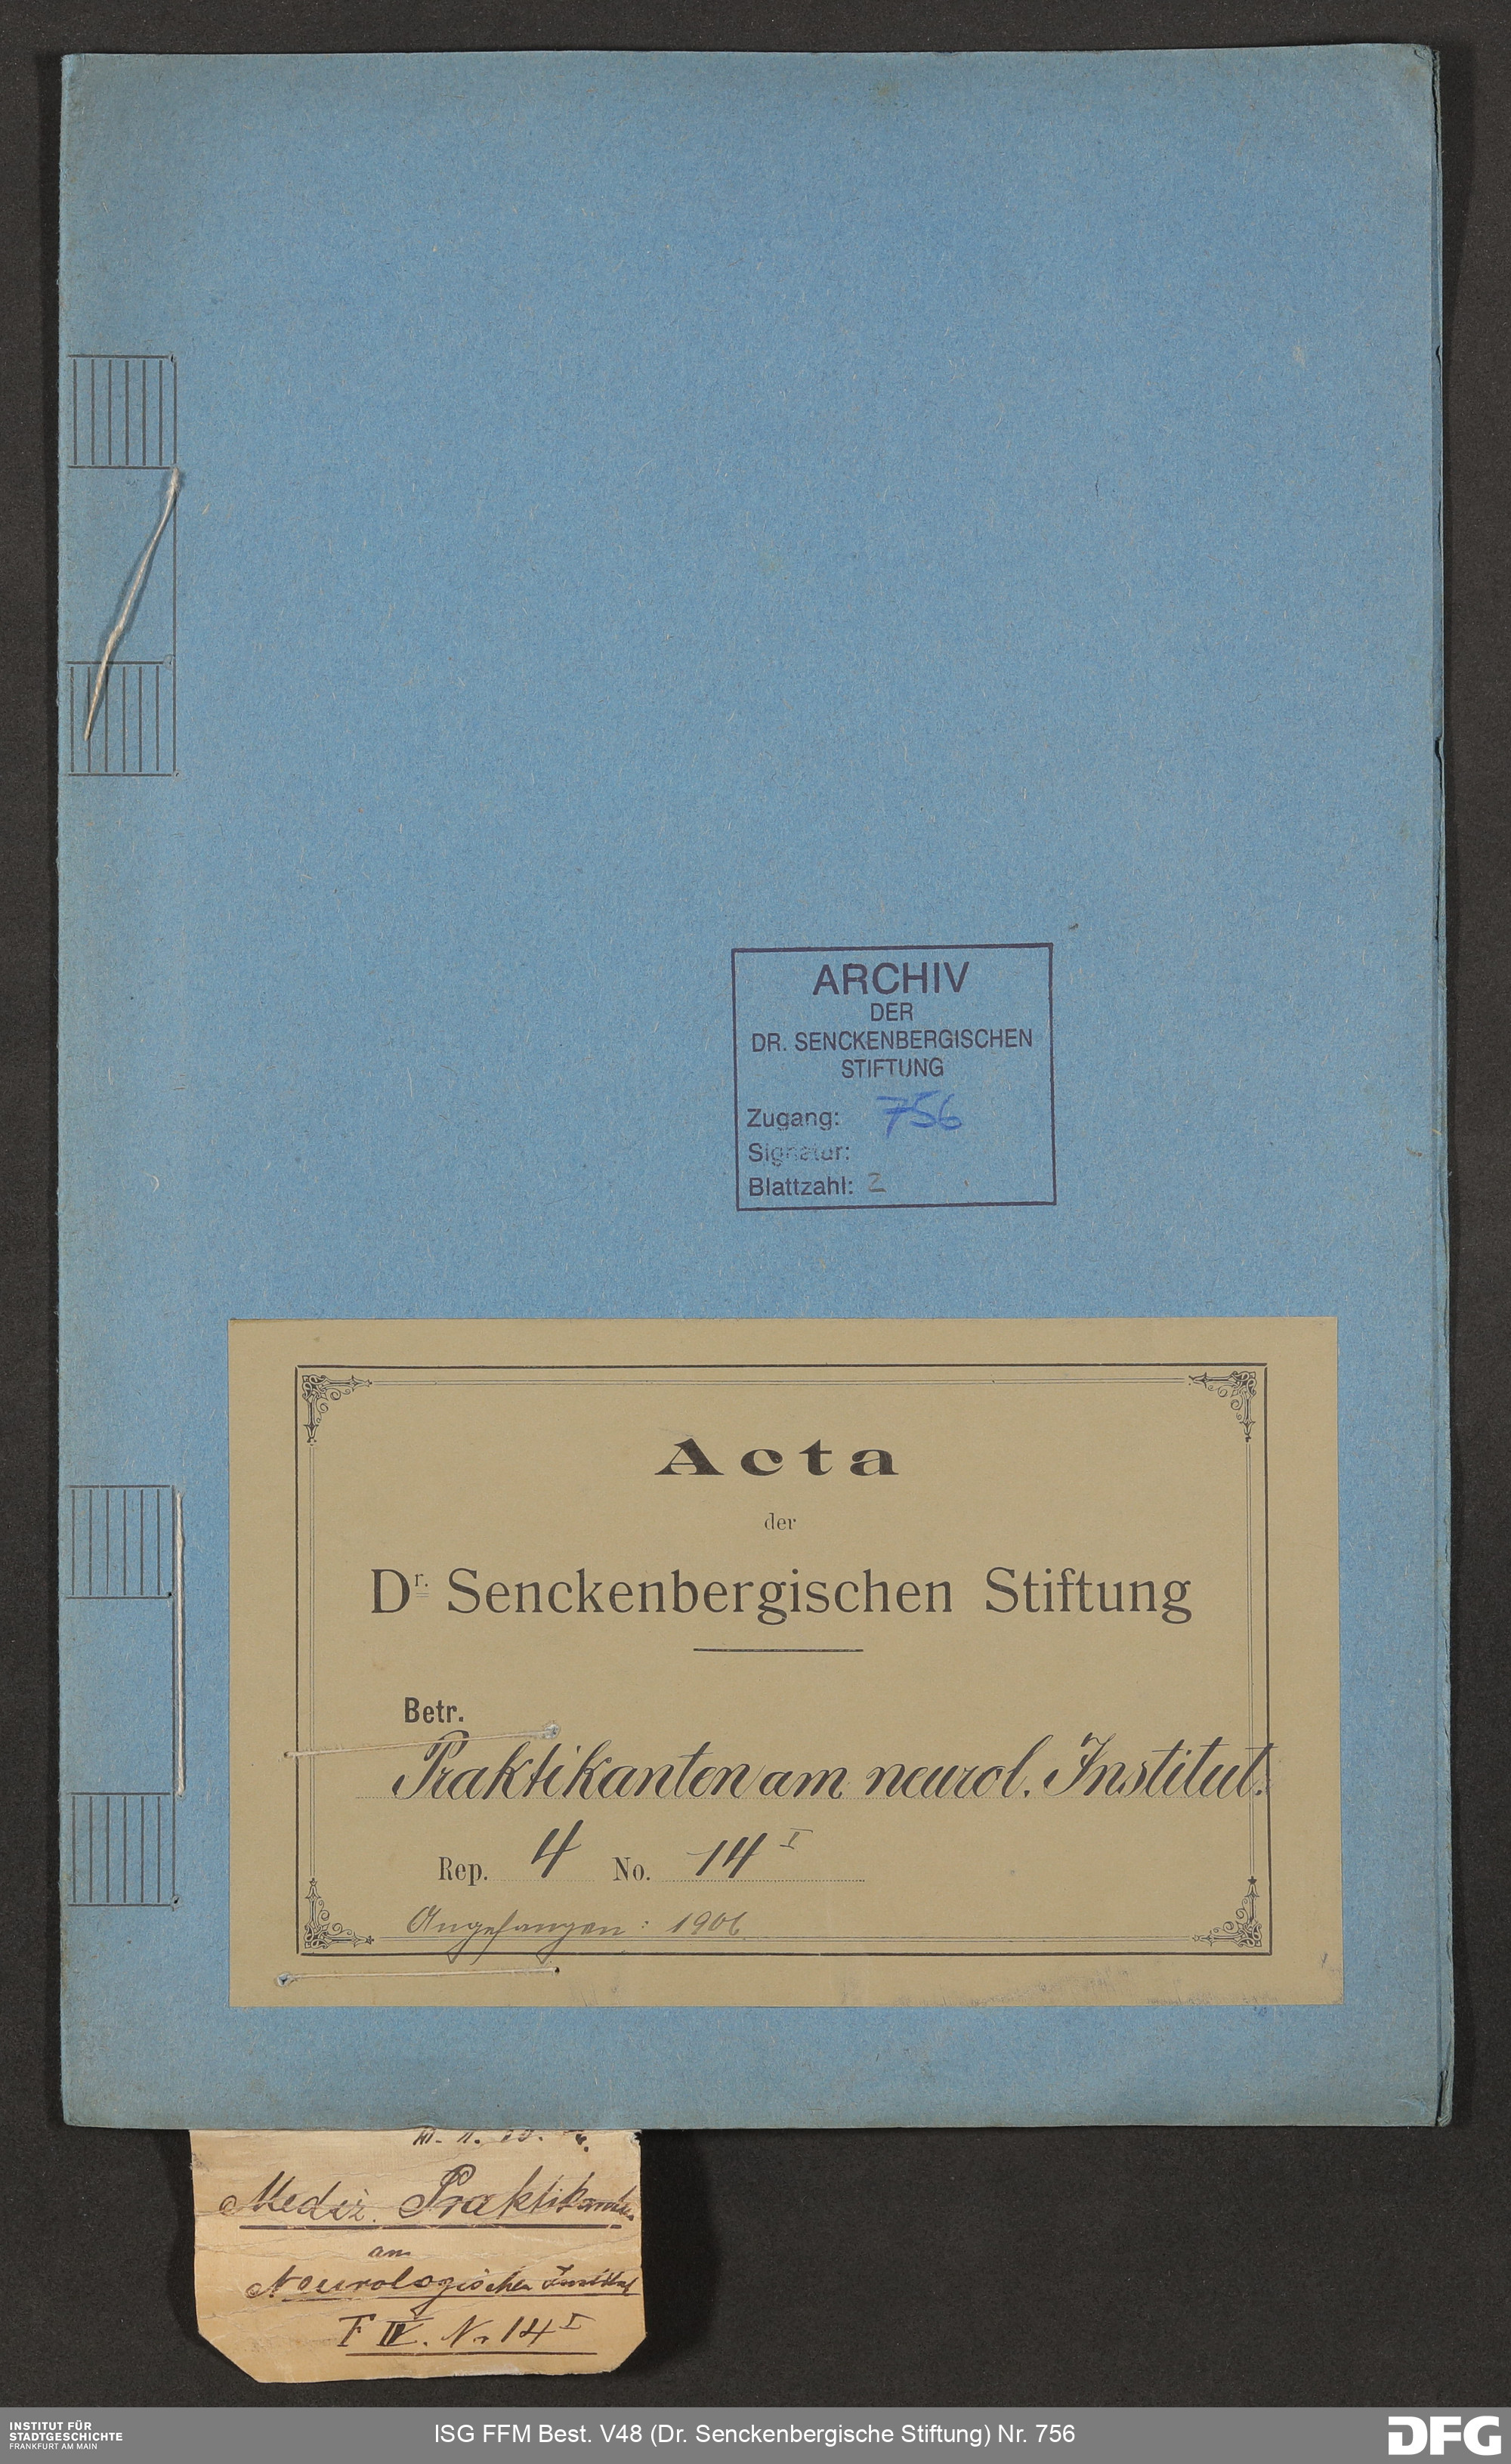 ARCHIV
DER
DR. SENCKENBERGISCHEN
STIFTUNG
Zugang: 756
Signatur:
Blattzahl: 2
Acta
der
Dr. Senckenbergischen Stiftung
Betr.
Praktikanten am neurol. Institut.
Rep. 4 No. 14 I
Angefangen: 1906
Mediz. Praktikanten
am
Neurologischen Institut
F IV. No 14 I
INSTITUT FÜR
STADTGESCHICHTE
FRANKFURT AM MAIN
ISG FFM Best. V48 (Dr. Senckenbergische Stiftung) Nr. 756
DFG